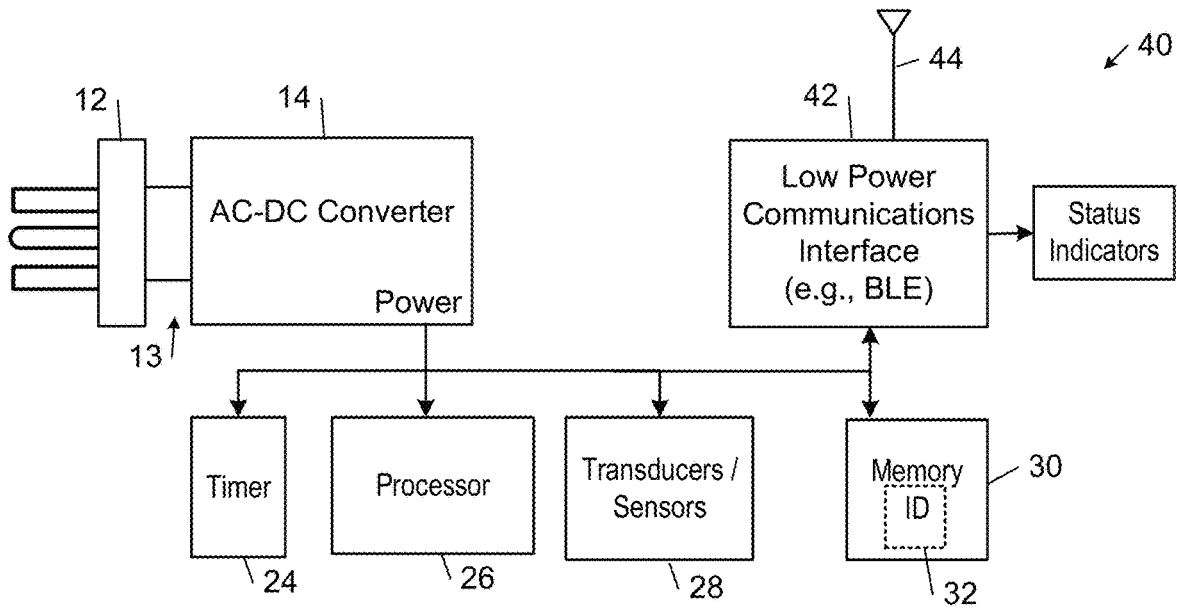 44
40
12
14
42
AC-DC Converter
Power
13
Low Power
Communications
Interface
(e.g., BLE)
Status
Indicators
Timer
Processor
Transducers /
Sensors
Memory
ID
30
24
26
28
32